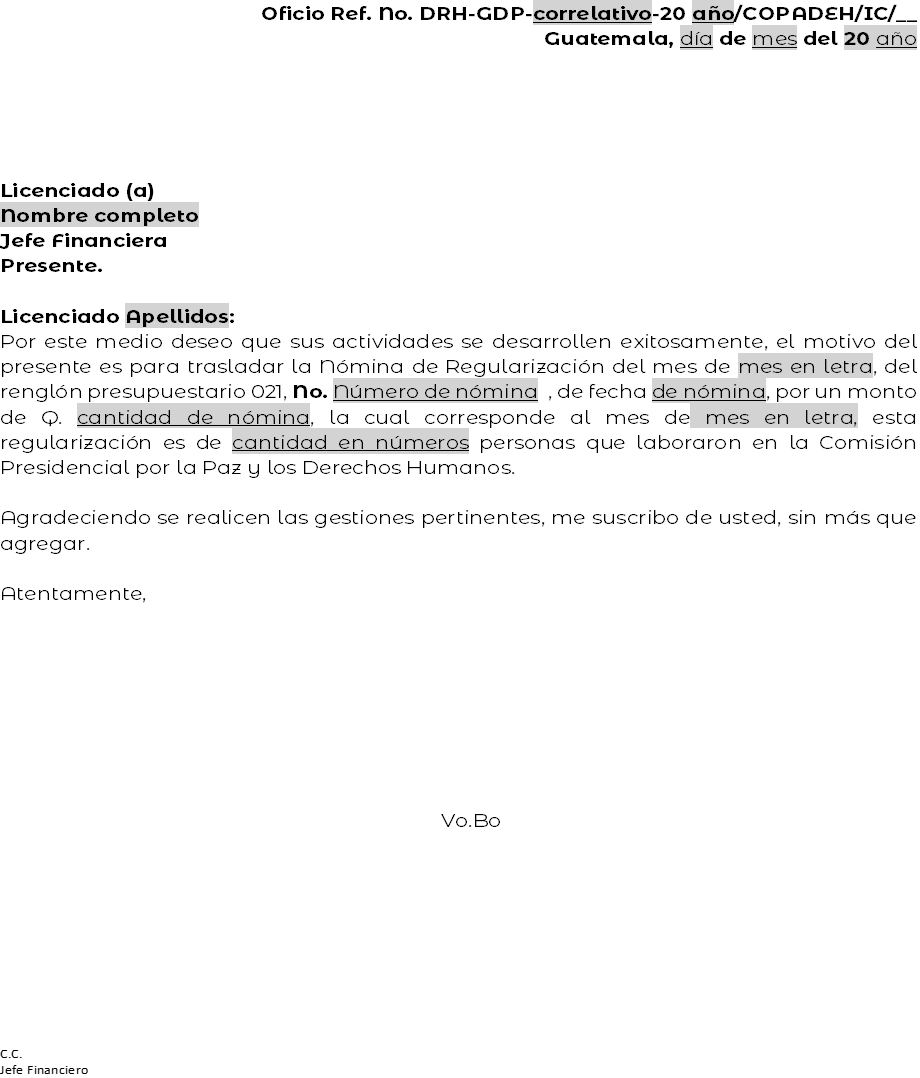 Oficio Ref. No. DRH-GDP-correlativo-20 año/COPADEH/IC/__
Guatemala, día de mes del 20 año
Licenciado (a)
Nombre completo
Jefe Financiera
Presente.
Licenciado Apellidos:
Por este medio deseo que sus actividades se desarrollen exitosamente, el motivo del
presente es para trasladar la Nómina de Regularización del mes de mes en letra, del
renglón presupuestario 021, No. Número de nómina , de fecha de nómina, por un monto
de Q. cantidad de nómina, la cual corresponde al mes de mes en letra, esta
regularización es de cantidad en números personas que laboraron en la Comisión
Presidencial por la Paz y los Derechos Humanos.
Agradeciendo se realicen las gestiones pertinentes, me suscribo de usted, sin más que
agregar.
Atentamente,
Vo.Bo
C.C.
Jefe Financiero